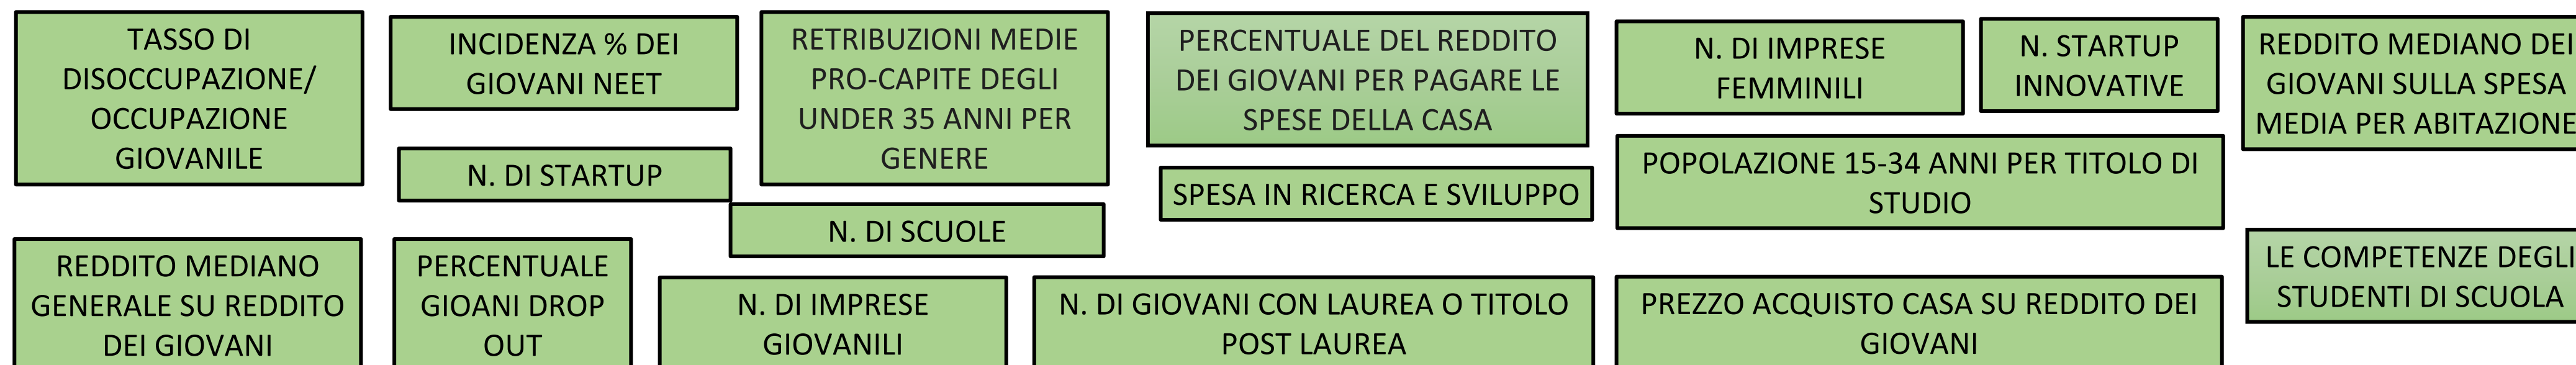 TASSO DI
DISOCCUPAZIONE/
OCCUPAZIONE
GIOVANILE
INCIDENZA % DEI
GIOVANI NEET
RETRIBUZIONI MEDIE
PRO-CAPITE DEGLI
UNDER 35 ANNI PER
GENERE
PERCENTUALE DEL REDDITO
DEI GIOVANI PER PAGARE LE
SPESE DELLA CASA
N. DI IMPRESE
FEMMINILI
N. STARTUP
INNOVATIVE
REDDITO MEDIANO DEI
GIOVANI SULLA SPESA
MEDIA PER ABITAZIONE
N. DI STARTUP
SPESA IN RICERCA E SVILUPPO
POPOLAZIONE 15-34 ANNI PER TITOLO DI
STUDIO
N. DI SCUOLE
REDDITO MEDIANO
GENERALE SU REDDITO
DEI GIOVANI
PERCENTUALE
GIOANI DROP
OUT
N. DI IMPRESE
GIOVANILI
N. DI GIOVANI CON LAUREA O TITOLO
POST LAUREA
PREZZO ACQUISTO CASA SU REDDITO DEI
GIOVANI
LE COMPETENZE DEGLI
STUDENTI DI SCUOLA